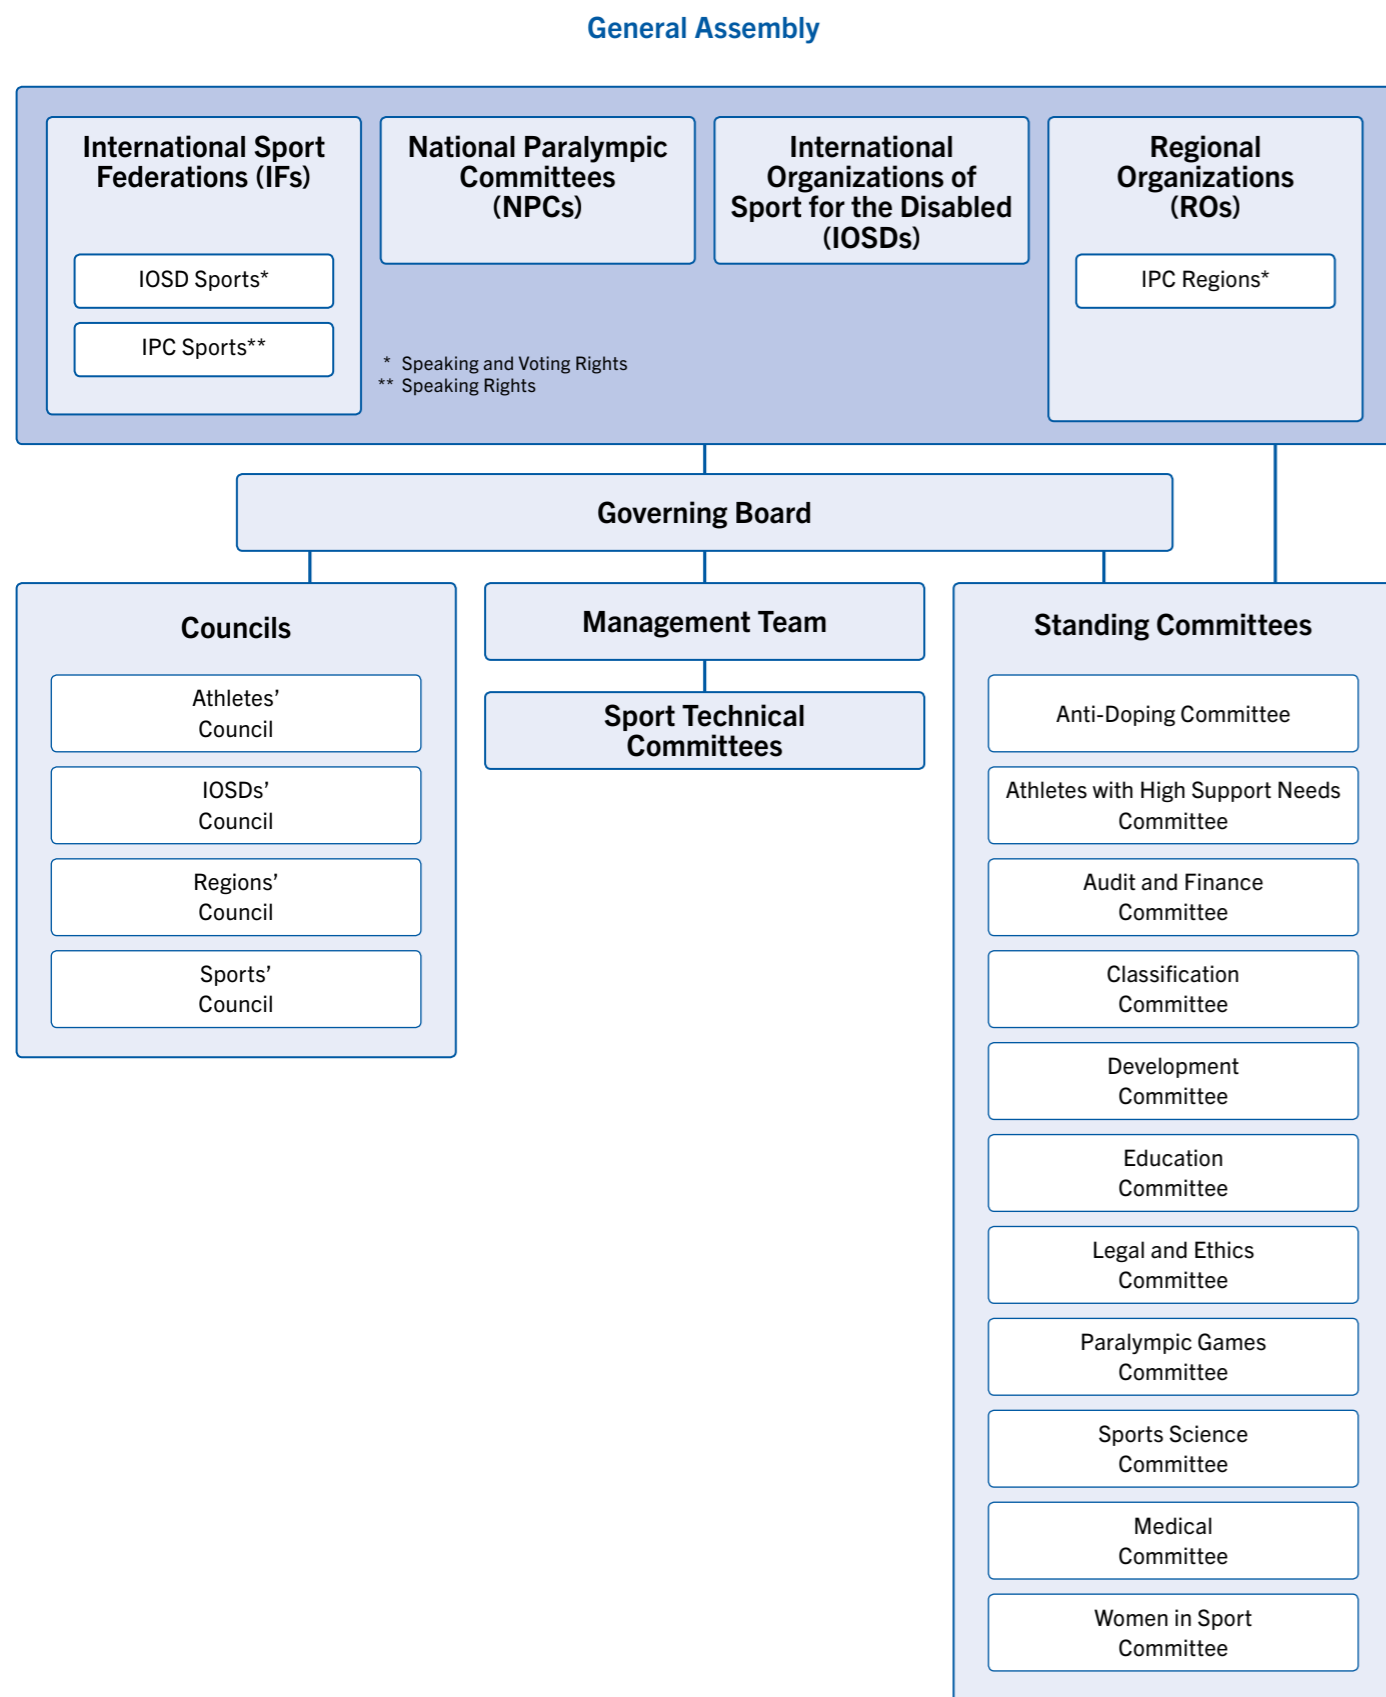 General Assembly
International Sport
Federations (IFs)
IOSD Sports*
IPC Sports**
National Paralympic
Committees
(NPCs)
International
Organizations of
Sport for the Disabled
(IOSDs)
Regional
Organizations
(ROs)
IPC Regions*
* Speaking and Voting Rights
** Speaking Rights
Governing Board
Councils
Athletes’
Council
IOSDs’
Council
Regions’
Council
Sports’
Council
Management Team
Sport Technical
Committees
Standing Committees
Anti-Doping Committee
Athletes with High Support Needs
Committee
Audit and Finance
Committee
Classification
Committee
Development
Committee
Education
Committee
Legal and Ethics
Committee
Paralympic Games
Committee
Sports Science
Committee
Medical
Committee
Women in Sport
Committee